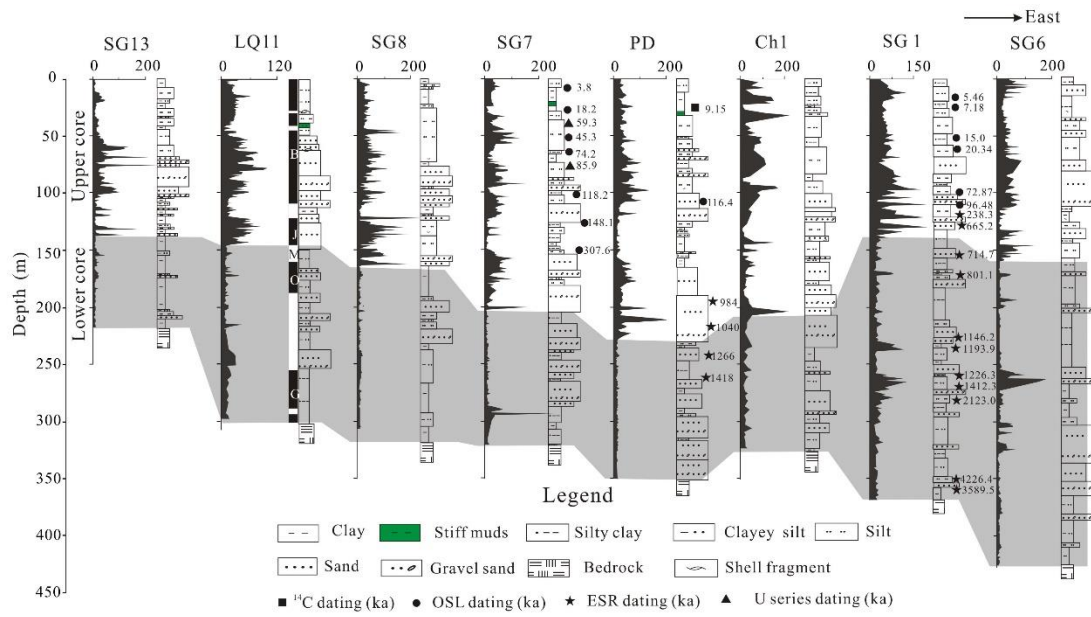 East
SG13 LQ11 SG8 SG7 PD Ch1 SG 1 SG6
0 200 0 120 0 200 0 200 0 200 0 200 0 150 0 200
Depth (m)
Upper core
Lower core
0
50
100
150
200
250
300
350
400
450
B
J
M
O
G
3.8
18.2
59.3
45.3
74.2
85.9
118.2
148.1
307.6
9.15
116.4
984
1040
1266
1418
5.46
7.18
15.0
20.34
72.87
96.48
238.3
665.2
714.7
801.1
1146.2
1193.9
1226.3
1412.3
2123.0
4226.4
3589.5
Legend
Clay Stiff muds Silty clay Clayey silt Silt
Sand Gravel sand Bedrock Shell fragment
14C dating (ka) OSL dating (ka) ESR dating (ka) U series dating (ka)